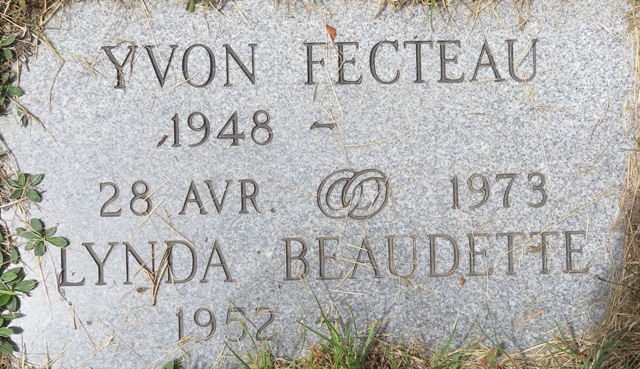 YVON FECTEAU
1948 -
28 AVR. 1973
LYNDA BEAUDETTE
1952